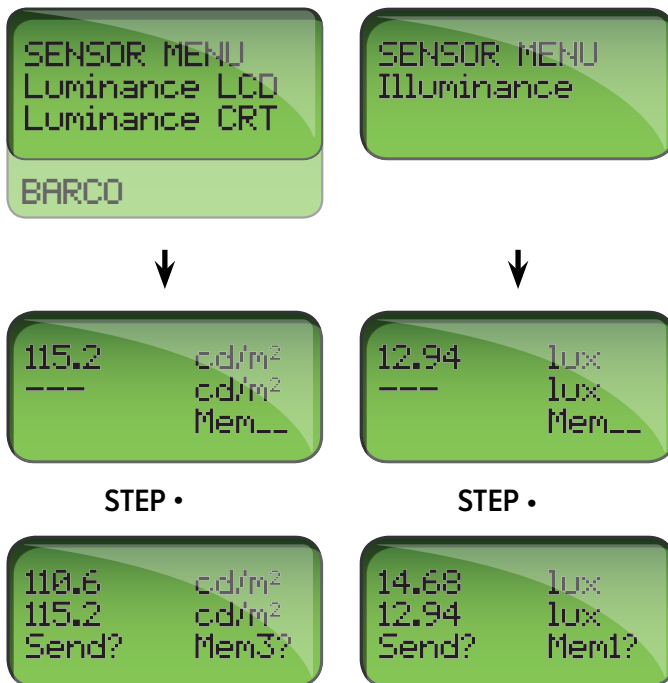 SENSOR MENU
Luminance LCD
Luminance CRT
BARCO
SENSOR MENU
Illuminance
115.2 cd/m²
--- cd/m²
Mem__
12.94 lux
--- lux
Mem__
STEP •
STEP •
110.6 cd/m²
115.2 cd/m²
Send? Mem3?
14.68 lux
12.94 lux
Send? Mem1?